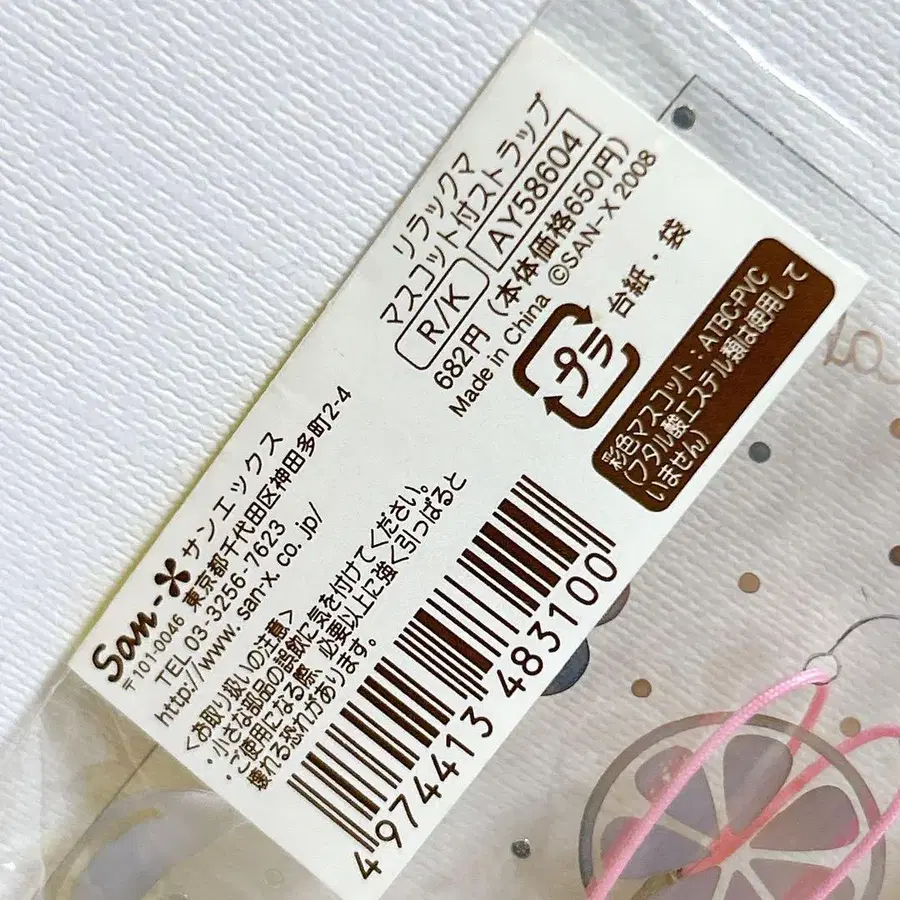 リラックマ
マスコット付ストラップ
R/K AY58604
682円 (本体価格650円)
Made in China ©SAN-X 2008
プラ 台紙・袋
彩色マスコット:ATBC-PVC
(フタル酸エステル類は使用して
いません)
San-X サンエックス
〒101-0046 東京都千代田区神田多町2-4
TEL 03-3256-7623
http://www.san-x.co.jp/
<お取り扱いの注意>
・小さな部品の誤飲に気を付けてください。
・ご使用になる際、必要以上に強く引っぱると
壊れる恐れがあります。
4974413 483100